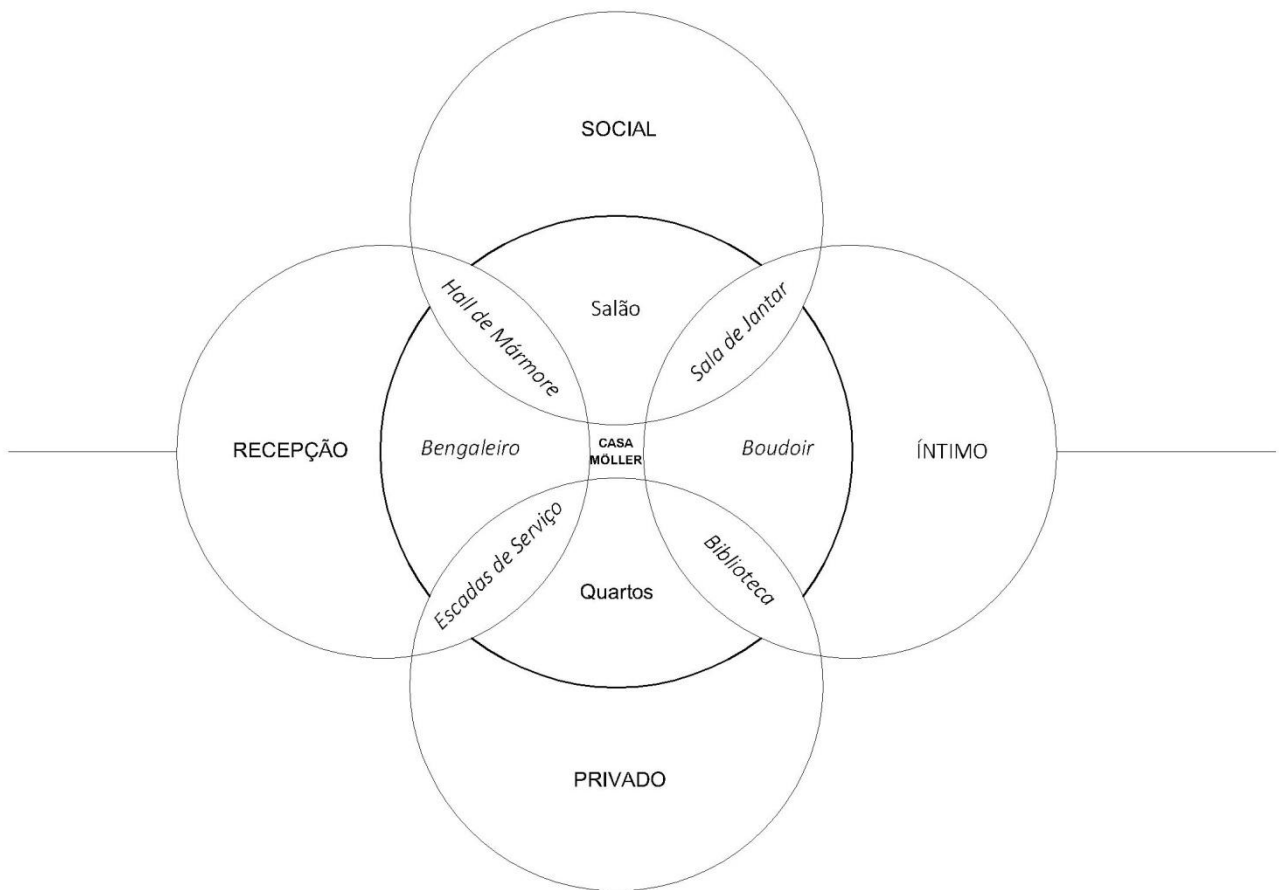 SOCIAL
Hall de Mármore
Salão
Sala de Jantar
RECEPÇÃO
Bengaleiro
CASA
MÖLLER
Boudoir
ÍNTIMO
Escadas de Serviço
Quartos
Biblioteca
PRIVADO